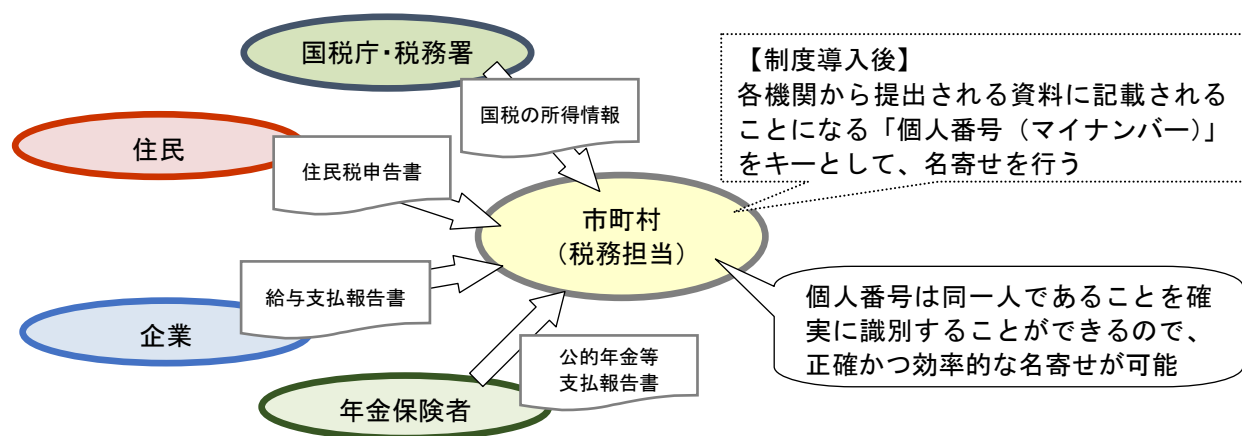 国税庁・税務署
国税の所得情報
【制度導入後】
各機関から提出される資料に記載される
ことになる「個人番号（マイナンバー）」
をキーとして、名寄せを行う
住民
住民税申告書
市町村
（税務担当）
企業
給与支払報告書
個人番号は同一人であることを確
実に識別することができるので、
正確かつ効率的な名寄せが可能
年金保険者
公的年金等
支払報告書